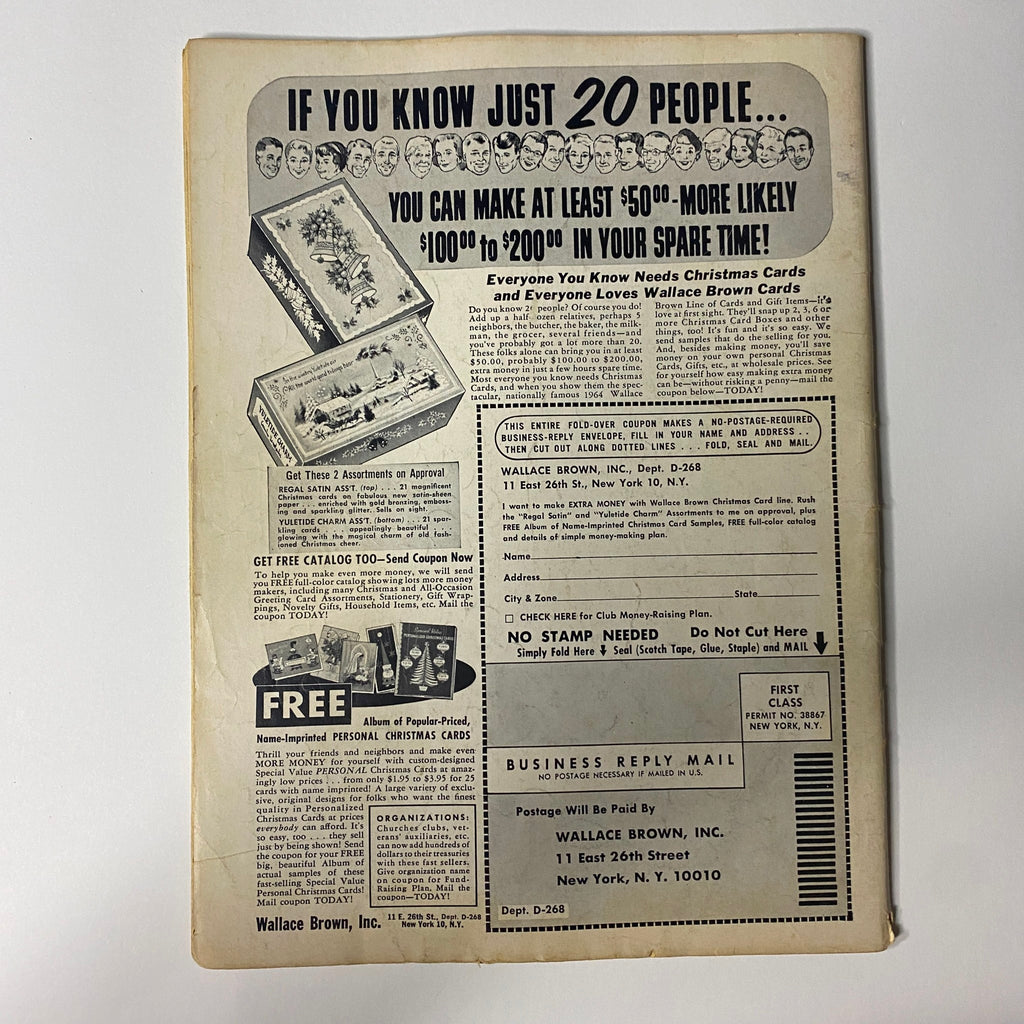 IF YOU KNOW JUST 20 PEOPLE...
YOU CAN MAKE AT LEAST $50⁰⁰-MORE LIKELY
$100⁰⁰ to $200⁰⁰ IN YOUR SPARE TIME!
Everyone You Know Needs Christmas Cards
and Everyone Loves Wallace Brown Cards
Do you know 2 people? Of course you do!
Add up a half ozen relatives, perhaps 5
neighbors, the butcher, the baker, the milk-
man, the grocer, several friends—and
you've probably got a lot more than 20.
These folks alone can bring you in at least
$50.00, probably $100.00 to $200.00,
extra money in just a few hours spare time.
Most everyone you know needs Christmas
Cards, and when you show them the spec-
tacular, nationally famous 1964 Wallace
Brown Line of Cards and Gift Items—it's
love at first sight. They'll snap up 2, 3, 6 or
more Christmas Card Boxes and other
things, too! It's fun and it's so easy. We
send samples that do the selling for you.
And, besides making money, you'll save
money on your own personal Christmas
Cards, Gifts, etc., at wholesale prices. See
for yourself how easy making extra money
can be—without risking a penny—mail the
coupon below—TODAY!
Get These 2 Assortments on Approval
REGAL SATIN ASS'T. (top) . . . 21 magnificent
Christmas cards on fabulous new satin-sheen
paper . . . enriched with gold bronzing, emboss-
ing and sparkling glitter. Sells on sight.
YULETIDE CHARM ASS'T. (bottom) . . . 21 spar-
kling cards . . . appealingly beautiful . . .
glowing with the magical charm of old fash-
ioned Christmas cheer.
GET FREE CATALOG TOO—Send Coupon Now
To help you make even more money, we will send
you FREE full-color catalog showing lots more money
makers, including many Christmas and All-Occasion
Greeting Card Assortments, Stationery, Gift Wrap-
pings, Novelty Gifts, Household Items, etc. Mail the
coupon TODAY!
FREE
Album of Popular-Priced,
Name-Imprinted PERSONAL CHRISTMAS CARDS
Thrill your friends and neighbors and make even
MORE MONEY for yourself with custom-designed
Special Value PERSONAL Christmas Cards at amaz-
ingly low prices . . . from only $1.95 to $3.95 for 25
cards with name imprinted! A large variety of exclu-
sive, original designs for folks who want the finest
quality in Personalized
Christmas Cards at prices
everybody can afford. It's
so easy, too . . . they sell
just by being shown! Send
the coupon for your FREE
big, beautiful Album of
actual samples of these
fast-selling Special Value
Personal Christmas Cards!
Mail coupon TODAY!
ORGANIZATIONS:
Churches, clubs, vet-
erans' auxiliaries, etc.
can now add hundreds of
dollars to their treasuries
with these fast sellers.
Give organization name
on coupon for Fund-
Raising Plan. Mail the
coupon—TODAY!
Wallace Brown, Inc. 11 E. 26th St., Dept. D-268
New York 10, N.Y.
THIS ENTIRE FOLD-OVER COUPON MAKES A NO-POSTAGE-REQUIRED
BUSINESS-REPLY ENVELOPE, FILL IN YOUR NAME AND ADDRESS . .
THEN CUT OUT ALONG DOTTED LINES . . . FOLD, SEAL AND MAIL.
WALLACE BROWN, INC., Dept. D-268
11 East 26th St., New York 10, N.Y.
I want to make EXTRA MONEY with Wallace Brown Christmas Card line. Rush
the "Regal Satin" and "Yuletide Charm" Assortments to me on approval, plus
FREE Album of Name-Imprinted Christmas Card Samples, FREE full-color catalog
and details of simple money-making plan.
Name
Address
City & Zone State
☐ CHECK HERE for Club Money-Raising Plan.
NO STAMP NEEDED Do Not Cut Here
Simply Fold Here ↓ Seal (Scotch Tape, Glue, Staple) and MAIL ↓
FIRST
CLASS
PERMIT NO. 38867
NEW YORK, N.Y.
BUSINESS REPLY MAIL
NO POSTAGE NECESSARY IF MAILED IN U.S.
Postage Will Be Paid By
WALLACE BROWN, INC.
11 East 26th Street
New York, N. Y. 10010
Dept. D-268